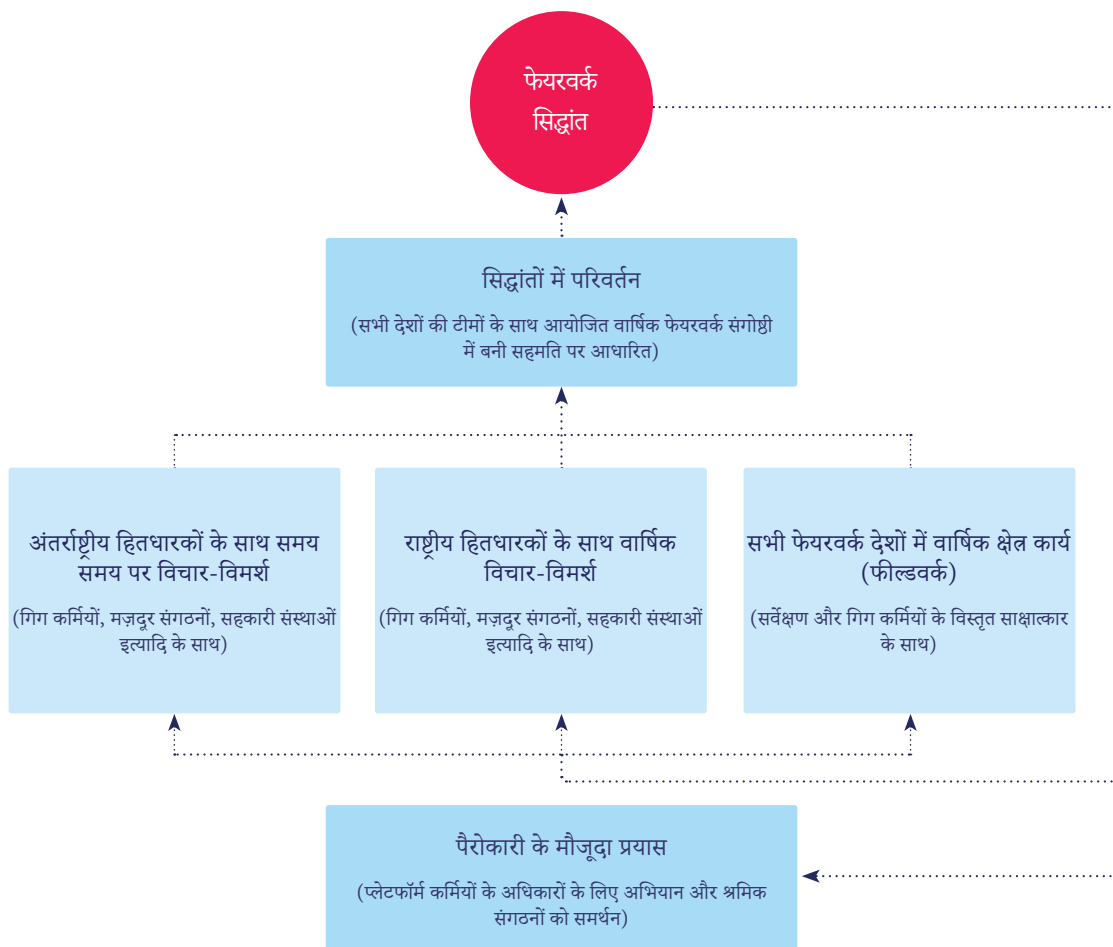 फेयरवर्क
सिद्धांत
सिद्धांतों में परिवर्तन
(सभी देशों की टीमों के साथ आयोजित वार्षिक फेयरवर्क संगोष्ठी
में बनी सहमति पर आधारित)
अंतर्राष्ट्रीय हितधारकों के साथ समय
समय पर विचार-विमर्श
(गिग कर्मियों, मज़दूर संगठनों, सहकारी संस्थाओं
इत्यादि के साथ)
राष्ट्रीय हितधारकों के साथ वार्षिक
विचार-विमर्श
(गिग कर्मियों, मज़दूर संगठनों, सहकारी संस्थाओं
इत्यादि के साथ)
सभी फेयरवर्क देशों में वार्षिक क्षेत्र कार्य
(फील्डवर्क)
(सर्वेक्षण और गिग कर्मियों के विस्तृत साक्षात्कार
के साथ)
पैरोकारी के मौजूदा प्रयास
(प्लेटफॉर्म कर्मियों के अधिकारों के लिए अभियान और श्रमिक
संगठनों को समर्थन)